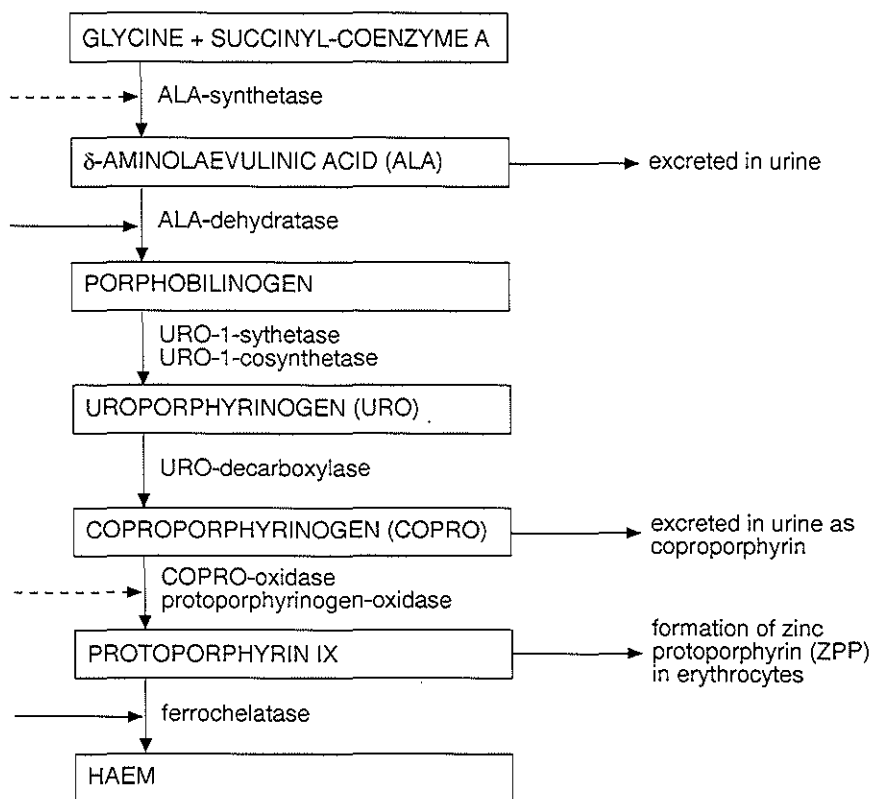 GLYCINE + SUCCINYL-COENZYME A
ALA-synthetase
δ-AMINOLAEVULINIC ACID (ALA)
excreted in urine
ALA-dehydratase
PORPHOBILINOGEN
URO-1-sythetase
URO-1-cosynthetase
UROPORPHYRINOGEN (URO)
URO-decarboxylase
COPROPORPHYRINOGEN (COPRO)
excreted in urine as
coproporphyrin
COPRO-oxidase
protoporphyrinogen-oxidase
PROTOPORPHYRIN IX
formation of zinc
protoporphyrin (ZPP)
in erythrocytes
ferrochelatase
HAEM